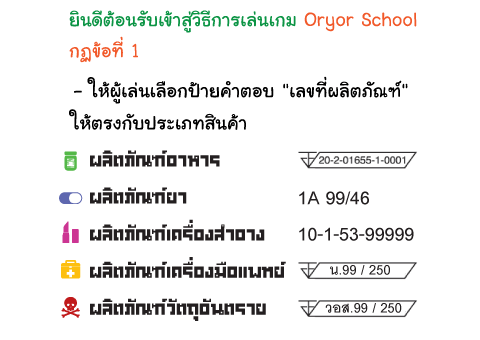 ยินดีต้อนรับเข้าสู่วิธีการเล่นเกม Oryor School
กฎข้อที่ 1
- ให้ผู้เล่นเลือกป้ายคำตอบ "เลขที่ผลิตภัณฑ์"
ให้ตรงกับประเภทสินค้า
ผลิตภัณฑ์อาหาร 20-2-01655-1-0001
ผลิตภัณฑ์ยา 1A 99/46
ผลิตภัณฑ์เครื่องสำอาง 10-1-53-99999
ผลิตภัณฑ์เครื่องมือแพทย์ น.99 / 250
ผลิตภัณฑ์วัตถุอันตราย วอส.99 / 250